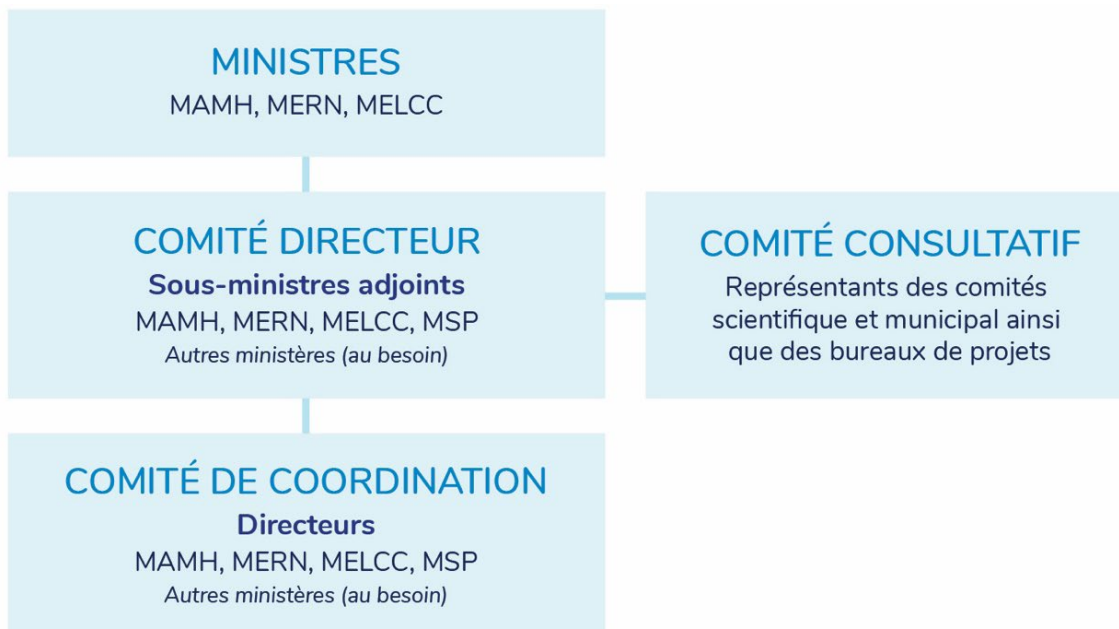 MINISTRES
MAMH, MERN, MELCC
COMITÉ DIRECTEUR
Sous-ministres adjoints
MAMH, MERN, MELCC, MSP
Autres ministères (au besoin)
COMITÉ CONSULTATIF
Représentants des comités
scientifique et municipal ainsi
que des bureaux de projets
COMITÉ DE COORDINATION
Directeurs
MAMH, MERN, MELCC, MSP
Autres ministères (au besoin)